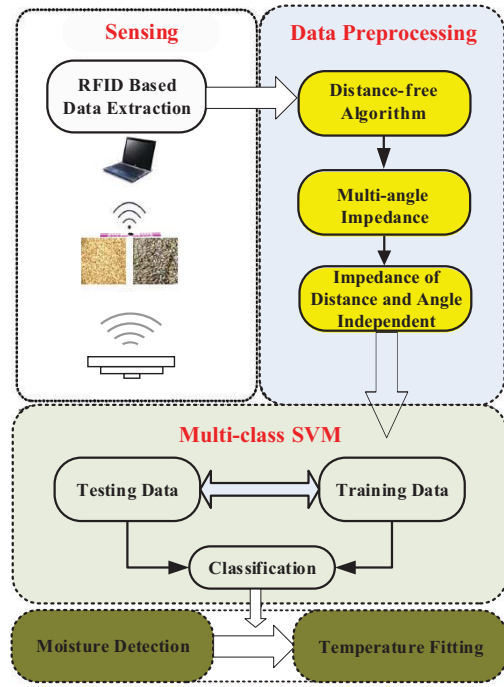 Sensing
RFID Based
Data Extraction
Data Preprocessing
Distance-free
Algorithm
Multi-angle
Impedance
Impedance of
Distance and Angle
Independent
Multi-class SVM
Testing Data
Training Data
Classification
Moisture Detection
Temperature Fitting